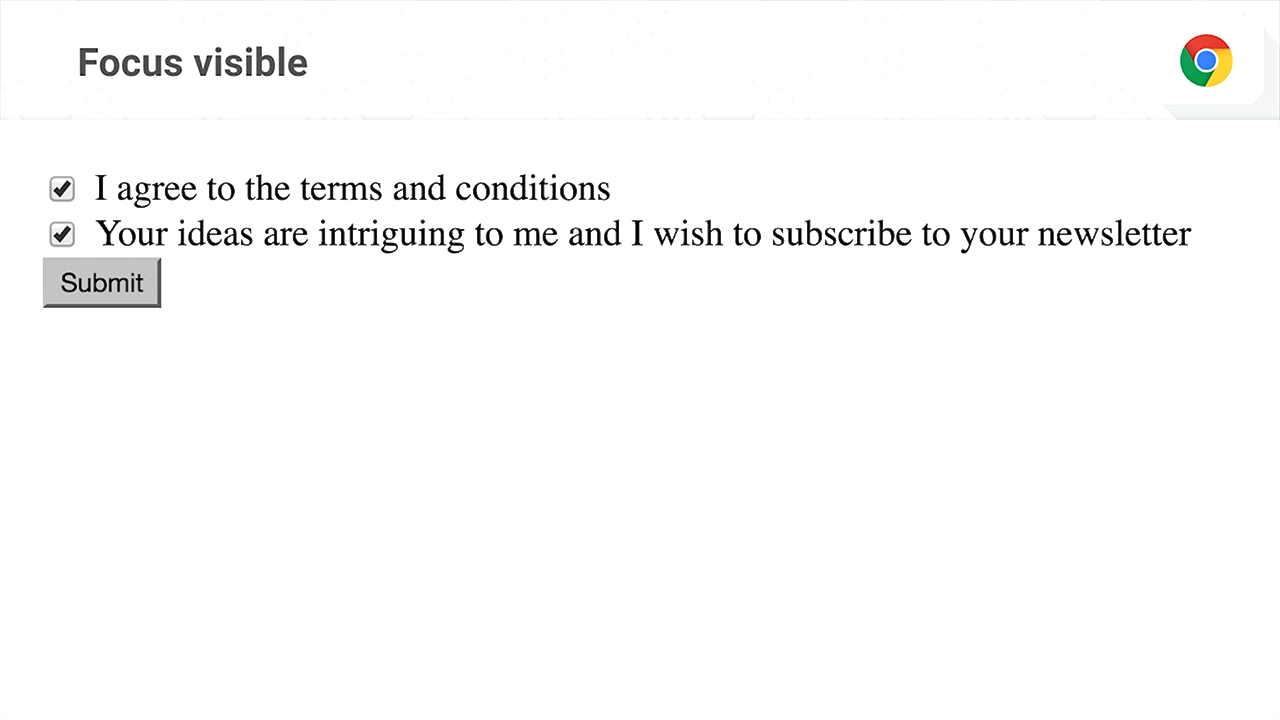 Focus visible
I agree to the terms and conditions
Your ideas are intriguing to me and I wish to subscribe to your newsletter
Submit